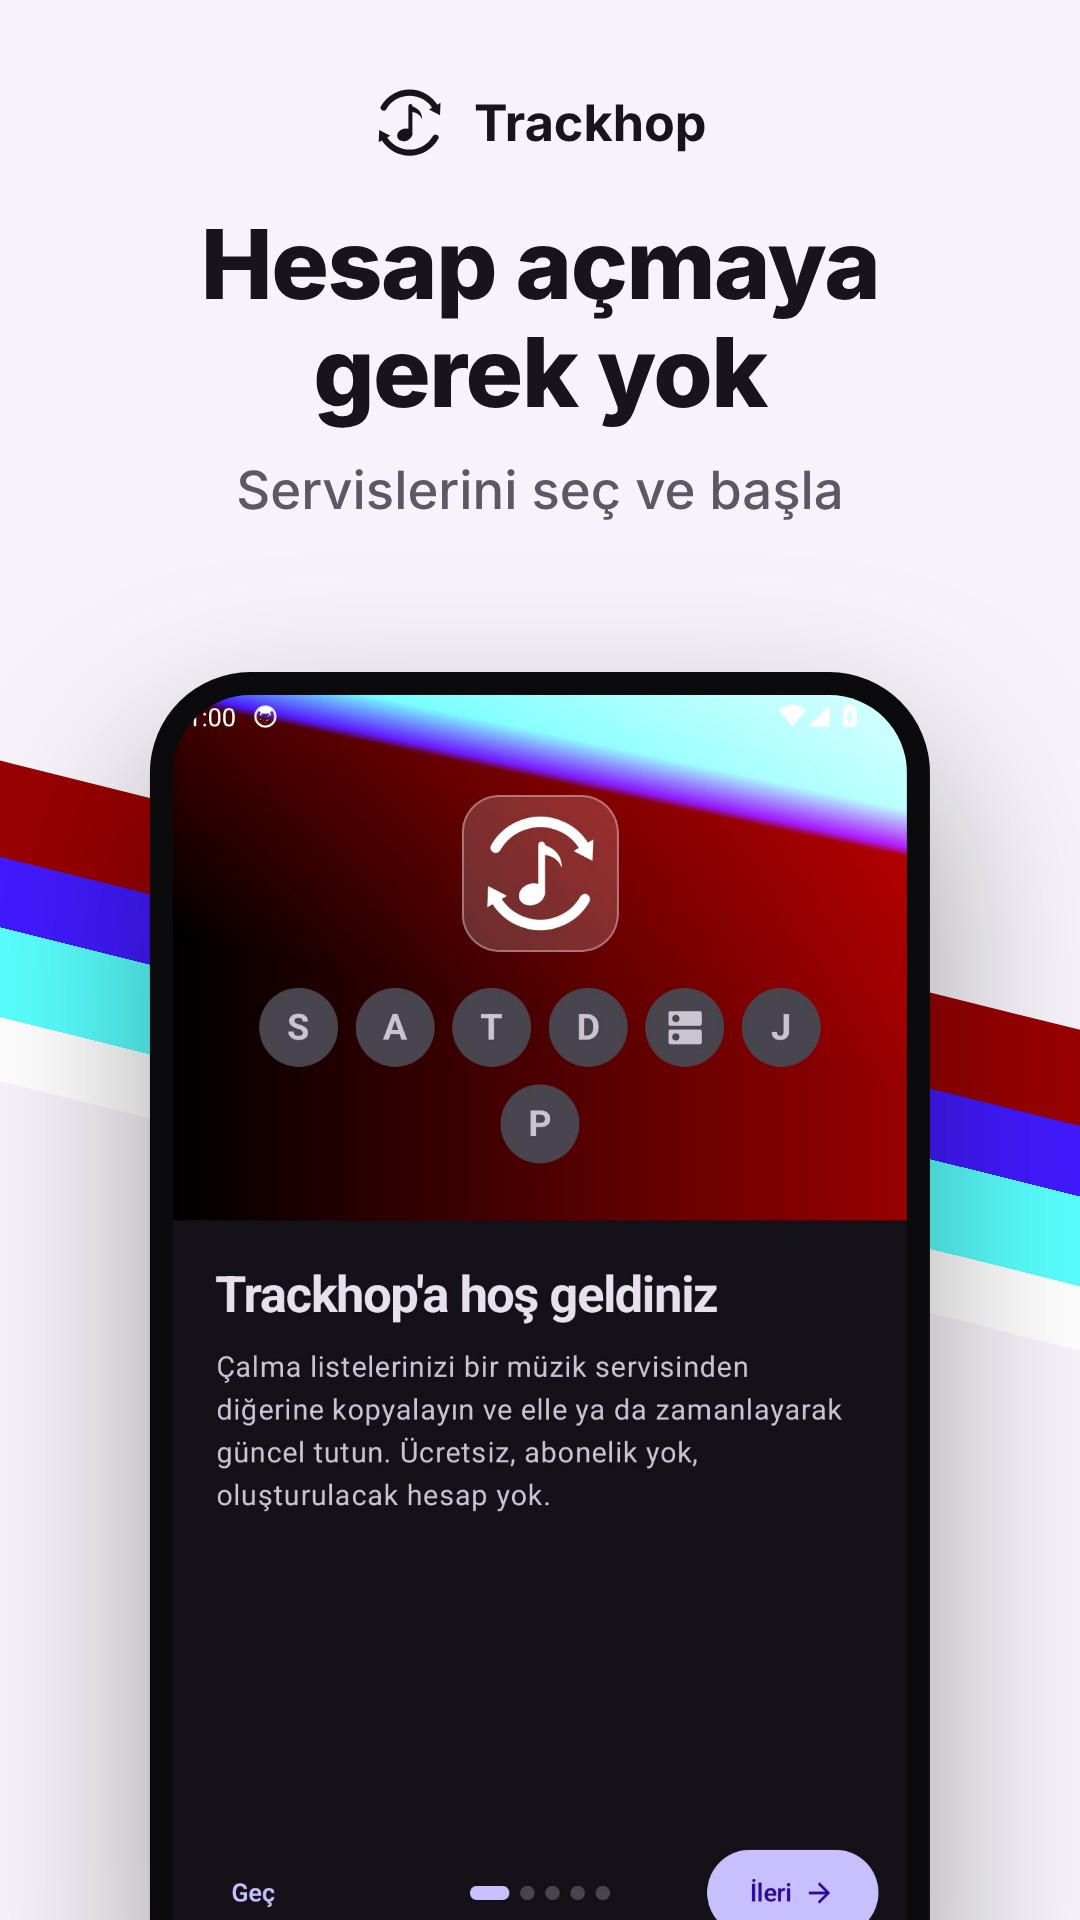 Trackhop
Hesap açmaya
gerek yok
Servislerini seç ve başla
1:00
S A T D J
P
Trackhop'a hoş geldiniz
Çalma listelerinizi bir müzik servisinden
diğerine kopyalayın ve elle ya da zamanlayarak
güncel tutun. Ücretsiz, abonelik yok,
oluşturulacak hesap yok.
Geç
İleri